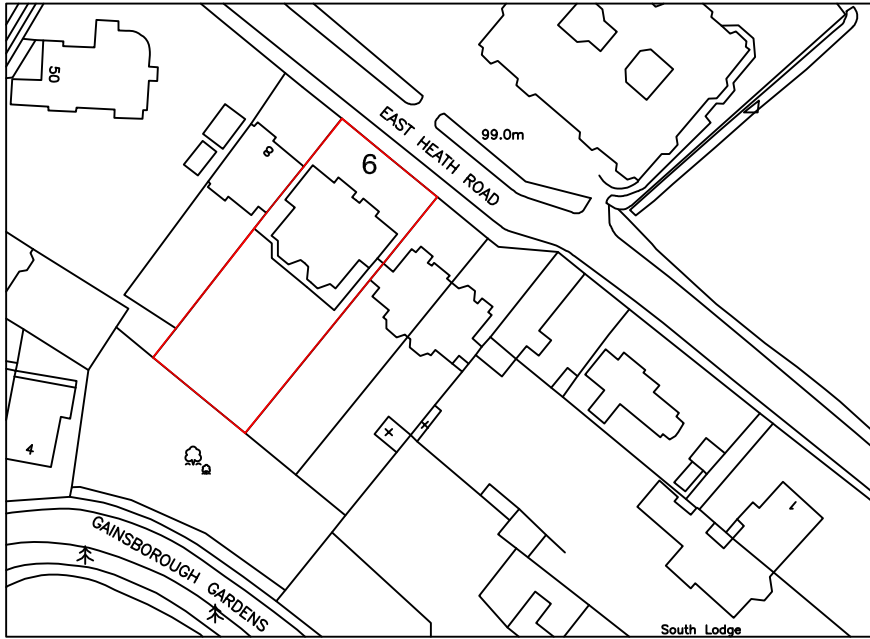 50
EAST HEATH ROAD
99.0m
8
6
4
1
GAINSBOROUGH GARDENS
South Lodge